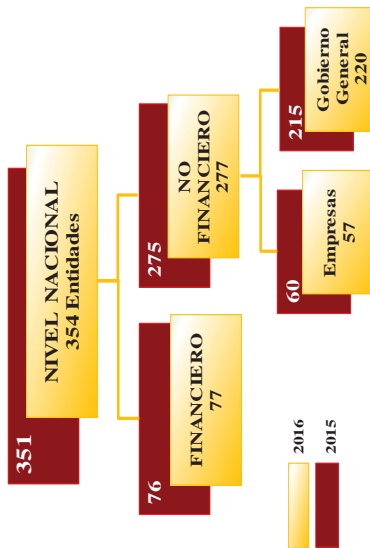 351
NIVEL NACIONAL
354 Entidades
76
FINANCIERO
77
275
NO
FINANCIERO
277
60
Empresas
57
215
Gobierno
General
220
2016
2015